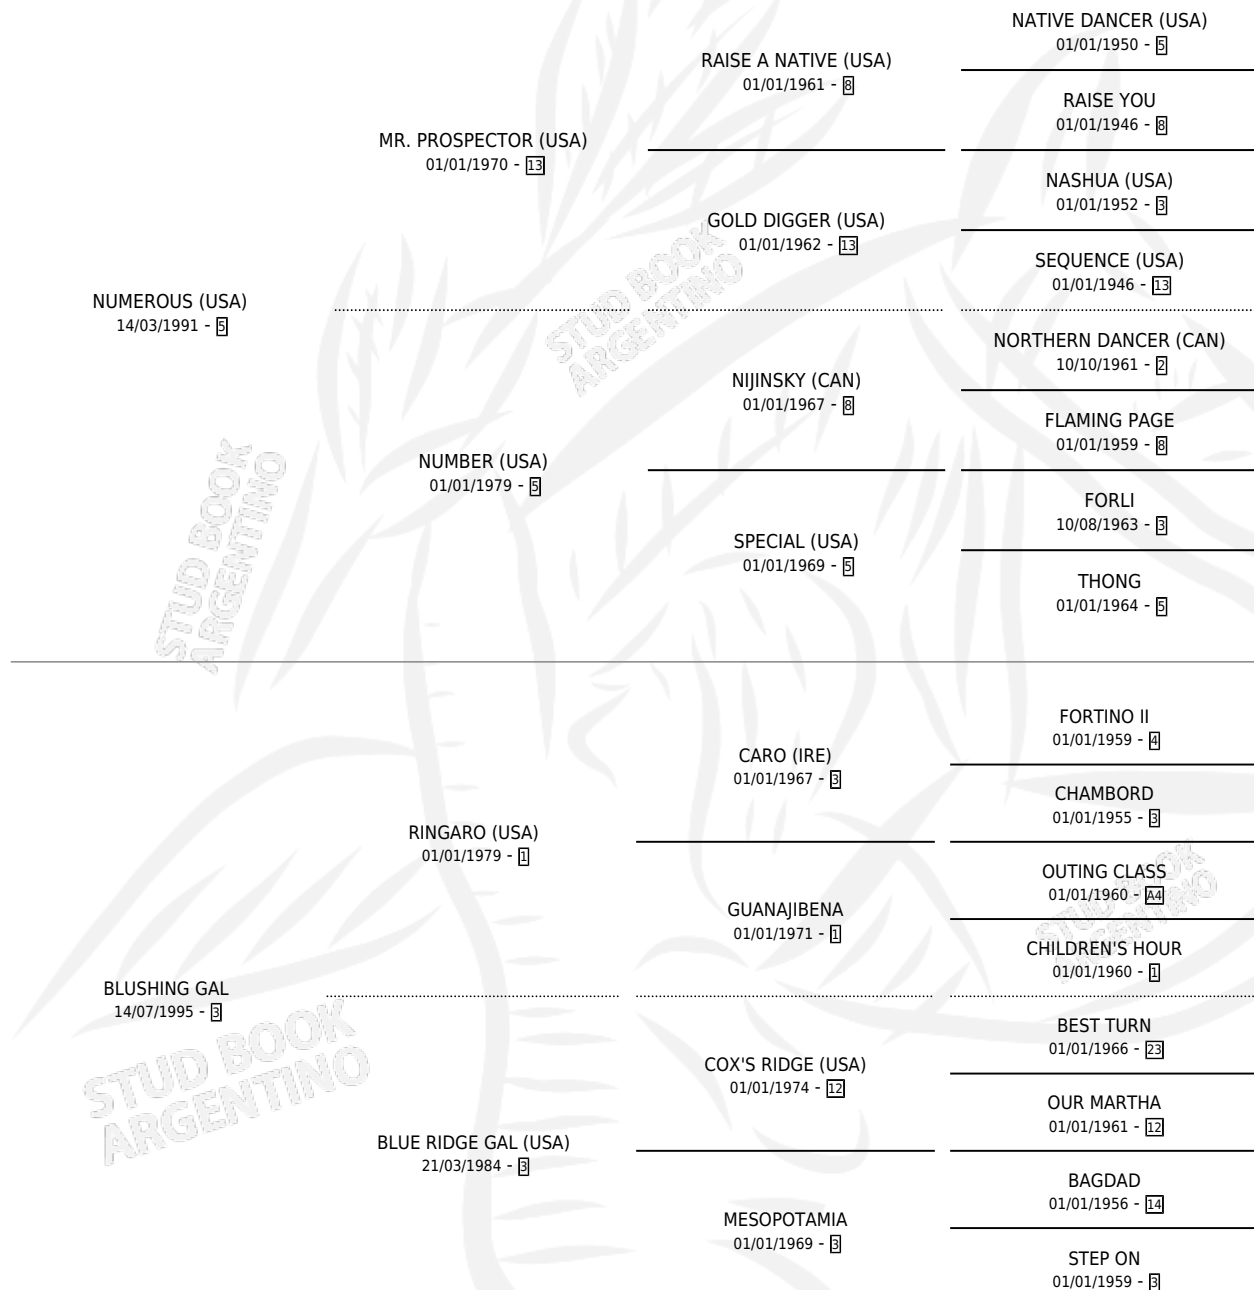 NUMEROUS (USA)
14/03/1991 - 5
MR. PROSPECTOR (USA)
01/01/1970 - 13
RAISE A NATIVE (USA)
01/01/1961 - 8
NATIVE DANCER (USA)
01/01/1950 - 5
RAISE YOU
01/01/1946 - 8
GOLD DIGGER (USA)
01/01/1962 - 13
NASHUA (USA)
01/01/1952 - 3
SEQUENCE (USA)
01/01/1946 - 13
NUMBER (USA)
01/01/1979 - 5
NIJINSKY (CAN)
01/01/1967 - 8
NORTHERN DANCER (CAN)
10/10/1961 - 2
FLAMING PAGE
01/01/1959 - 8
SPECIAL (USA)
01/01/1969 - 5
FORLI
10/08/1963 - 3
THONG
01/01/1964 - 5
BLUSHING GAL
14/07/1995 - 3
RINGARO (USA)
01/01/1979 - 1
CARO (IRE)
01/01/1967 - 3
FORTINO II
01/01/1959 - 4
CHAMBORD
01/01/1955 - 3
GUANAJIBENA
01/01/1971 - 1
OUTING CLASS
01/01/1960 - A4
CHILDREN'S HOUR
01/01/1960 - 1
BLUE RIDGE GAL (USA)
21/03/1984 - 3
COX'S RIDGE (USA)
01/01/1974 - 12
BEST TURN
01/01/1966 - 23
OUR MARTHA
01/01/1961 - 12
MESOPOTAMIA
01/01/1969 - 3
BAGDAD
01/01/1956 - 14
STEP ON
01/01/1959 - 3
STUD BOOK
ARGENTINO
STUD BOOK
ARGENTINO
STUD BOOK
ARGENTINO
STUD BOOK
ARGENTINO